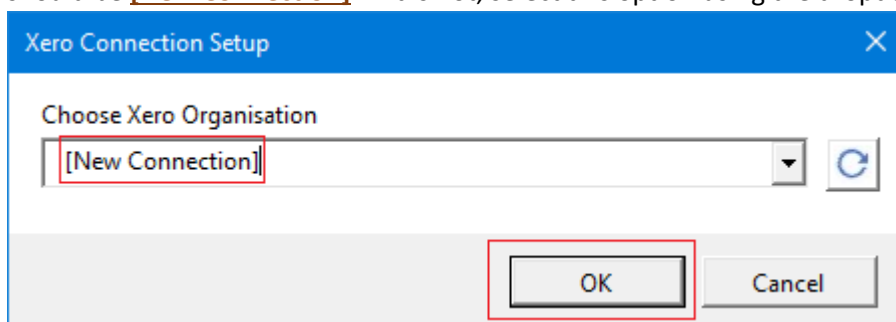 Xero Connection Setup
Choose Xero Organisation
[New Connection]
OK
Cancel